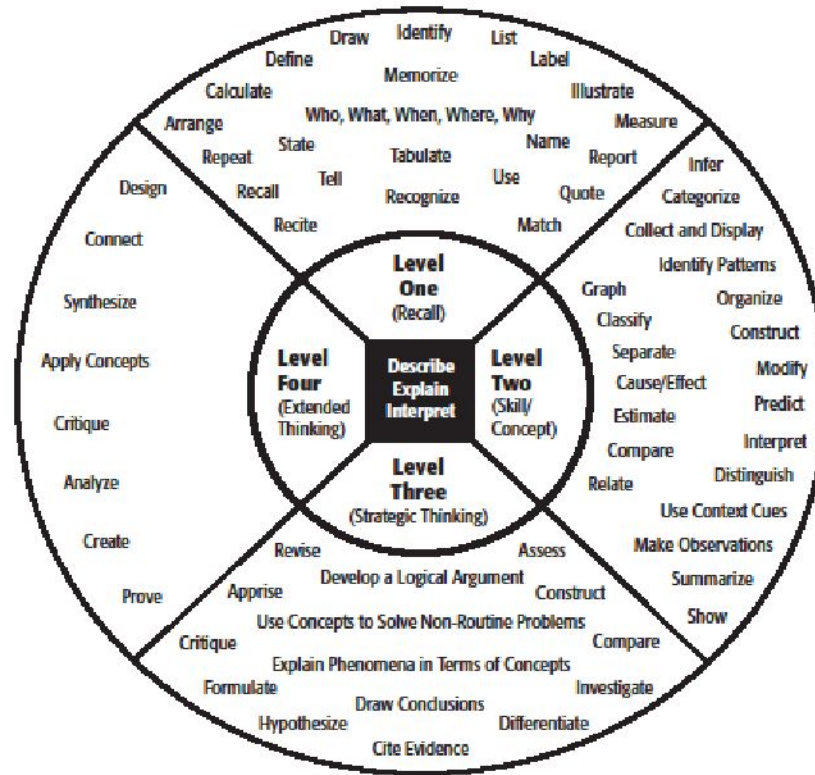 Draw
Identify
List
Define
Label
Memorize
Calculate
Illustrate
Who, What, When, Where, Why
Arrange
Measure
State
Name
Repeat
Tabulate
Report
Tell
Use
Recall
Recognize
Quote
Recite
Match
Level
One
(Recall)
Infer
Categorize
Collect and Display
Identify Patterns
Graph
Organize
Classify
Construct
Separate
Modify
Cause/Effect
Predict
Estimate
Interpret
Compare
Distinguish
Relate
Use Context Cues
Make Observations
Summarize
Show
Level
Two
(Skill/
Concept)
Describe
Explain
Interpret
Level
Three
(Strategic Thinking)
Revise
Assess
Develop a Logical Argument
Apprise
Construct
Use Concepts to Solve Non-Routine Problems
Critique
Compare
Explain Phenomena in Terms of Concepts
Formulate
Investigate
Draw Conclusions
Hypothesize
Differentiate
Cite Evidence
Level
Four
(Extended
Thinking)
Design
Connect
Synthesize
Apply Concepts
Critique
Analyze
Create
Prove